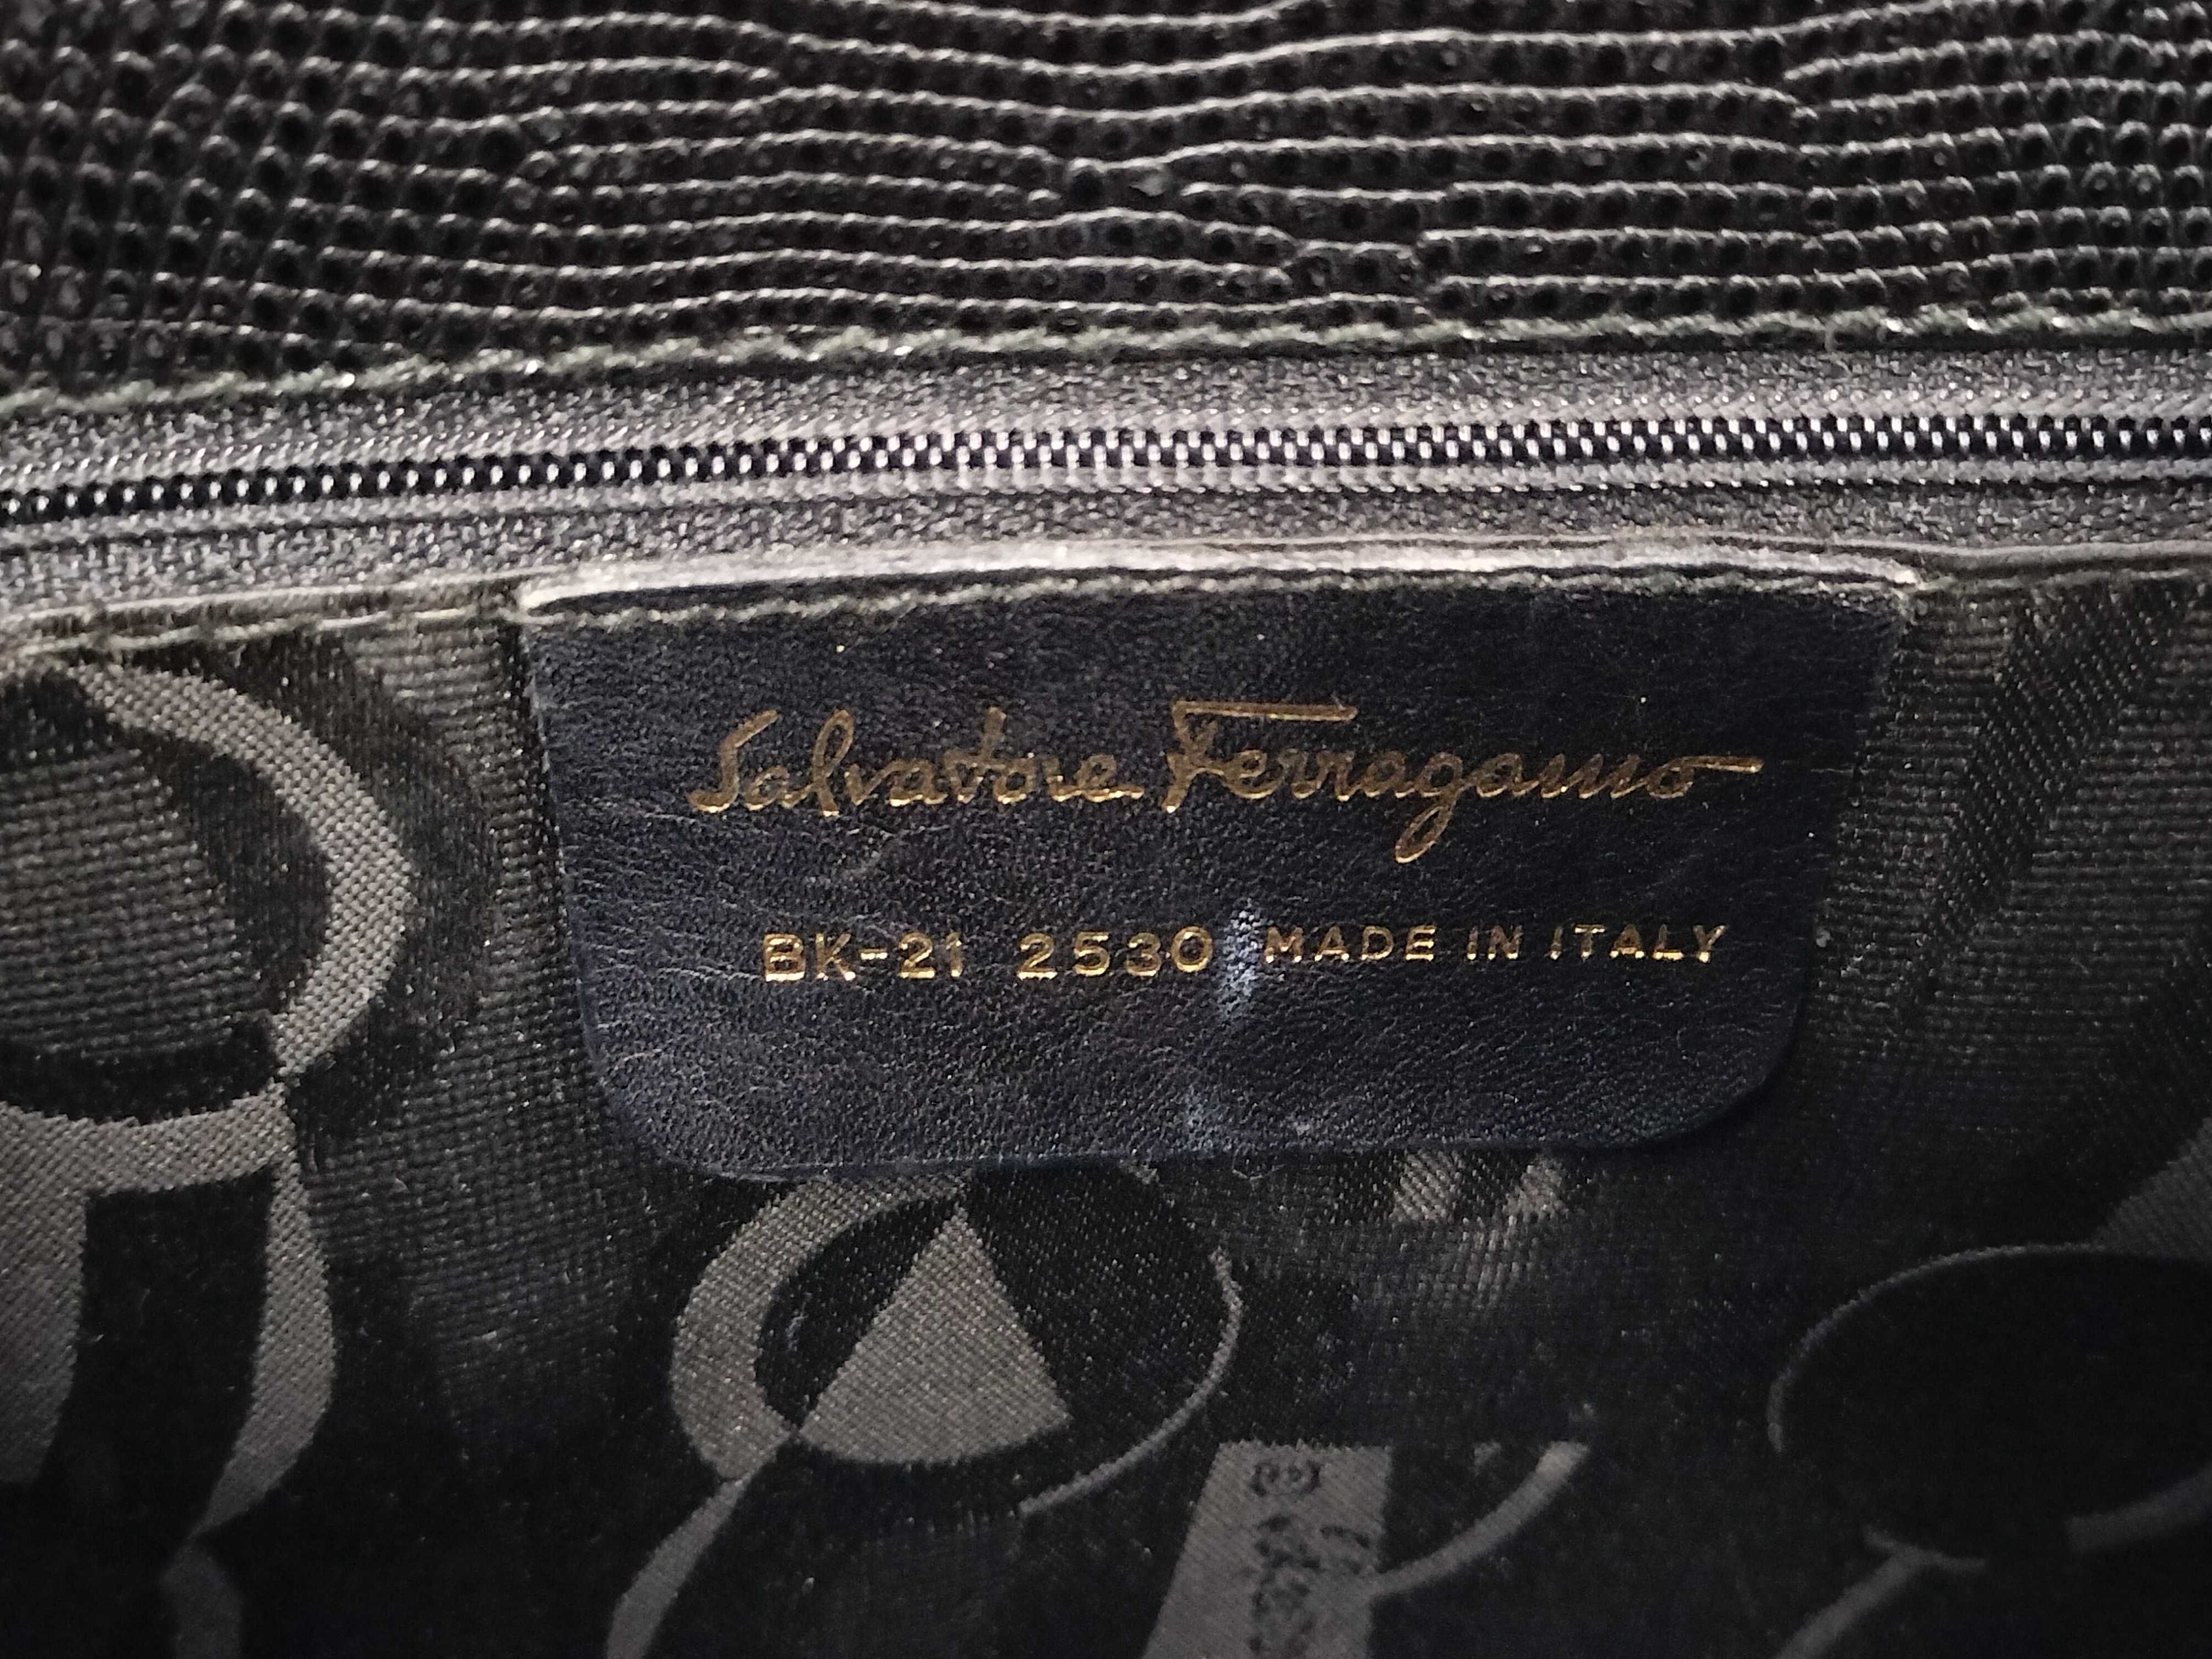 Salvatore Ferragamo
BK-21 2530 MADE IN ITALY